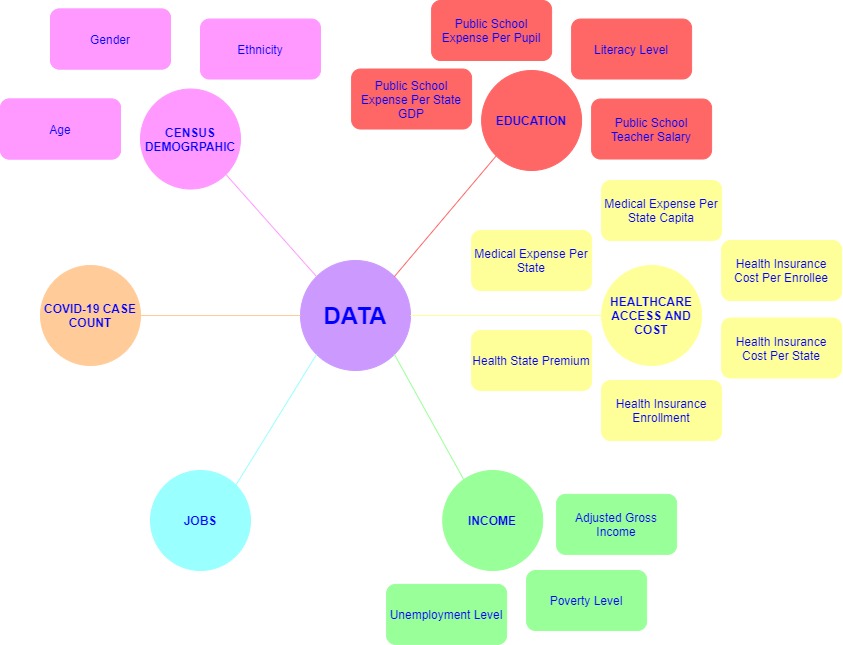 Gender
Ethnicity
Age
CENSUS
DEMOGRPAHIC
Public School
Expense Per Pupil
Literacy Level
Public School
Expense Per State
GDP
EDUCATION
Public School
Teacher Salary
Medical Expense Per
State Capita
Medical Expense Per
State
Health Insurance
Cost Per Enrollee
HEALTHCARE
ACCESS AND
COST
Health Insurance
Cost Per State
Health State Premium
Health Insurance
Enrollment
COVID-19 CASE
COUNT
DATA
JOBS
INCOME
Adjusted Gross
Income
Poverty Level
Unemployment Level